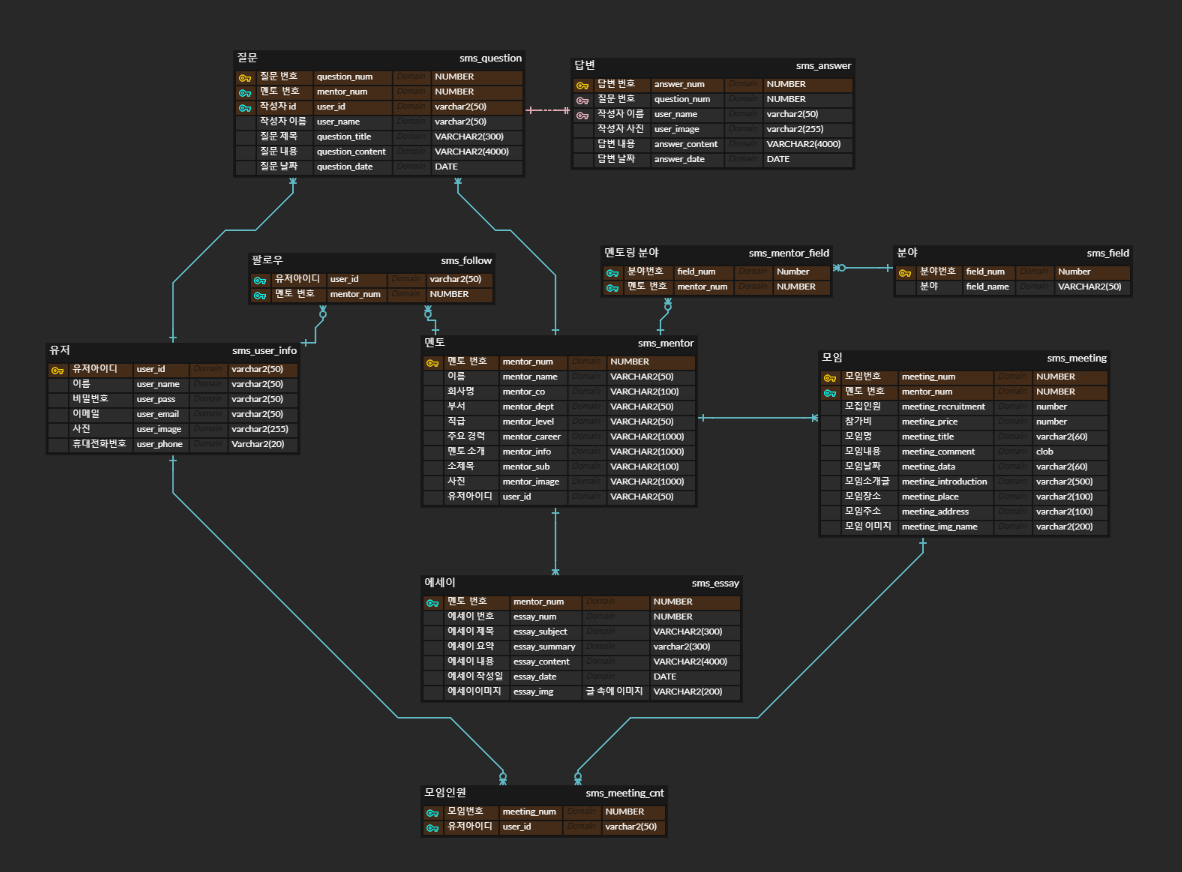 질문 sms_question
질문 번호 question_num Domain NUMBER
멘토 번호 mentor_num Domain NUMBER
작성자 id user_id Domain varchar2(50)
작성자 이름 user_name Domain varchar2(50)
질문 제목 question_title Domain VARCHAR2(300)
질문 내용 question_content Domain VARCHAR2(4000)
질문 날짜 question_date Domain DATE
답변 sms_answer
답변 번호 answer_num Domain NUMBER
질문 번호 question_num Domain NUMBER
작성자 이름 user_name Domain varchar2(50)
작성자 사진 user_image Domain varchar2(255)
답변 내용 answer_content Domain VARCHAR2(4000)
답변 날짜 answer_date Domain DATE
팔로우 sms_follow
유저아이디 user_id Domain varchar2(50)
멘토 번호 mentor_num Domain NUMBER
멘토링 분야 sms_mentor_field
분야번호 field_num Domain Number
멘토 번호 mentor_num Domain NUMBER
분야 sms_field
분야번호 field_num Domain Number
분야 field_name Domain VARCHAR2(50)
유저 sms_user_info
유저아이디 user_id Domain varchar2(50)
이름 user_name Domain varchar2(50)
비밀번호 user_pass Domain varchar2(50)
이메일 user_email Domain varchar2(50)
사진 user_image Domain varchar2(255)
휴대전화번호 user_phone Domain Varchar2(20)
멘토 sms_mentor
멘토 번호 mentor_num Domain NUMBER
이름 mentor_name Domain VARCHAR2(50)
회사명 mentor_co Domain VARCHAR2(100)
부서 mentor_dept Domain VARCHAR2(50)
직급 mentor_level Domain VARCHAR2(50)
주요 경력 mentor_career Domain VARCHAR2(1000)
멘토 소개 mentor_info Domain VARCHAR2(1000)
소제목 mentor_sub Domain VARCHAR2(100)
사진 mentor_image Domain VARCHAR2(1000)
유저아이디 user_id Domain VARCHAR2(50)
모임 sms_meeting
모임번호 meeting_num Domain NUMBER
멘토 번호 mentor_num Domain NUMBER
모집인원 meeting_recruitment Domain number
참가비 meeting_price Domain number
모임명 meeting_title Domain varchar2(60)
모임내용 meeting_comment Domain clob
모임날짜 meeting_data Domain varchar2(60)
모임소개글 meeting_introduction Domain varchar2(500)
모임장소 meeting_place Domain varchar2(100)
모임주소 meeting_address Domain varchar2(100)
모임 이미지 meeting_img_name Domain varchar2(200)
에세이 sms_essay
멘토 번호 mentor_num Domain NUMBER
에세이 번호 essay_num Domain NUMBER
에세이 제목 essay_subject Domain VARCHAR2(300)
에세이 요약 essay_summary Domain varchar2(300)
에세이 내용 essay_content Domain VARCHAR2(4000)
에세이 작성일 essay_date Domain DATE
에세이이미지 essay_img 글 속에 이미지 VARCHAR2(200)
모임인원 sms_meeting_cnt
모임번호 meeting_num Domain NUMBER
유저아이디 user_id Domain varchar2(50)